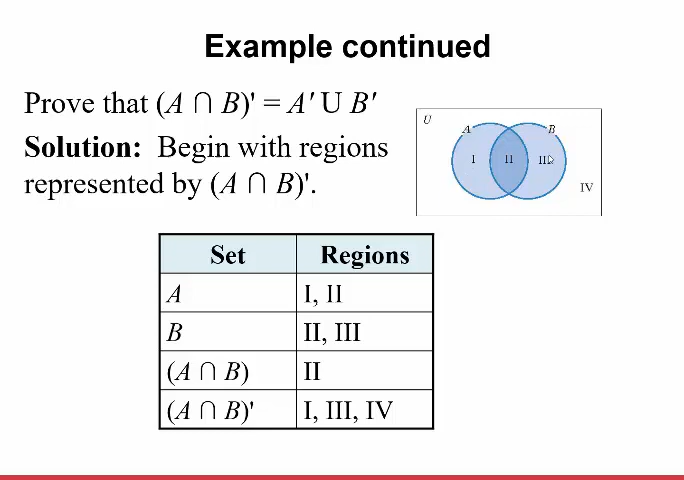 Example continued
Prove that (A ∩ B)' = A′ U B′
Solution: Begin with regions
represented by (A ∩ B)'.
U
A
B
I
II
III
IV
Set Regions
A I, II
B II, III
(A ∩ B) II
(A ∩ B)' I, III, IV